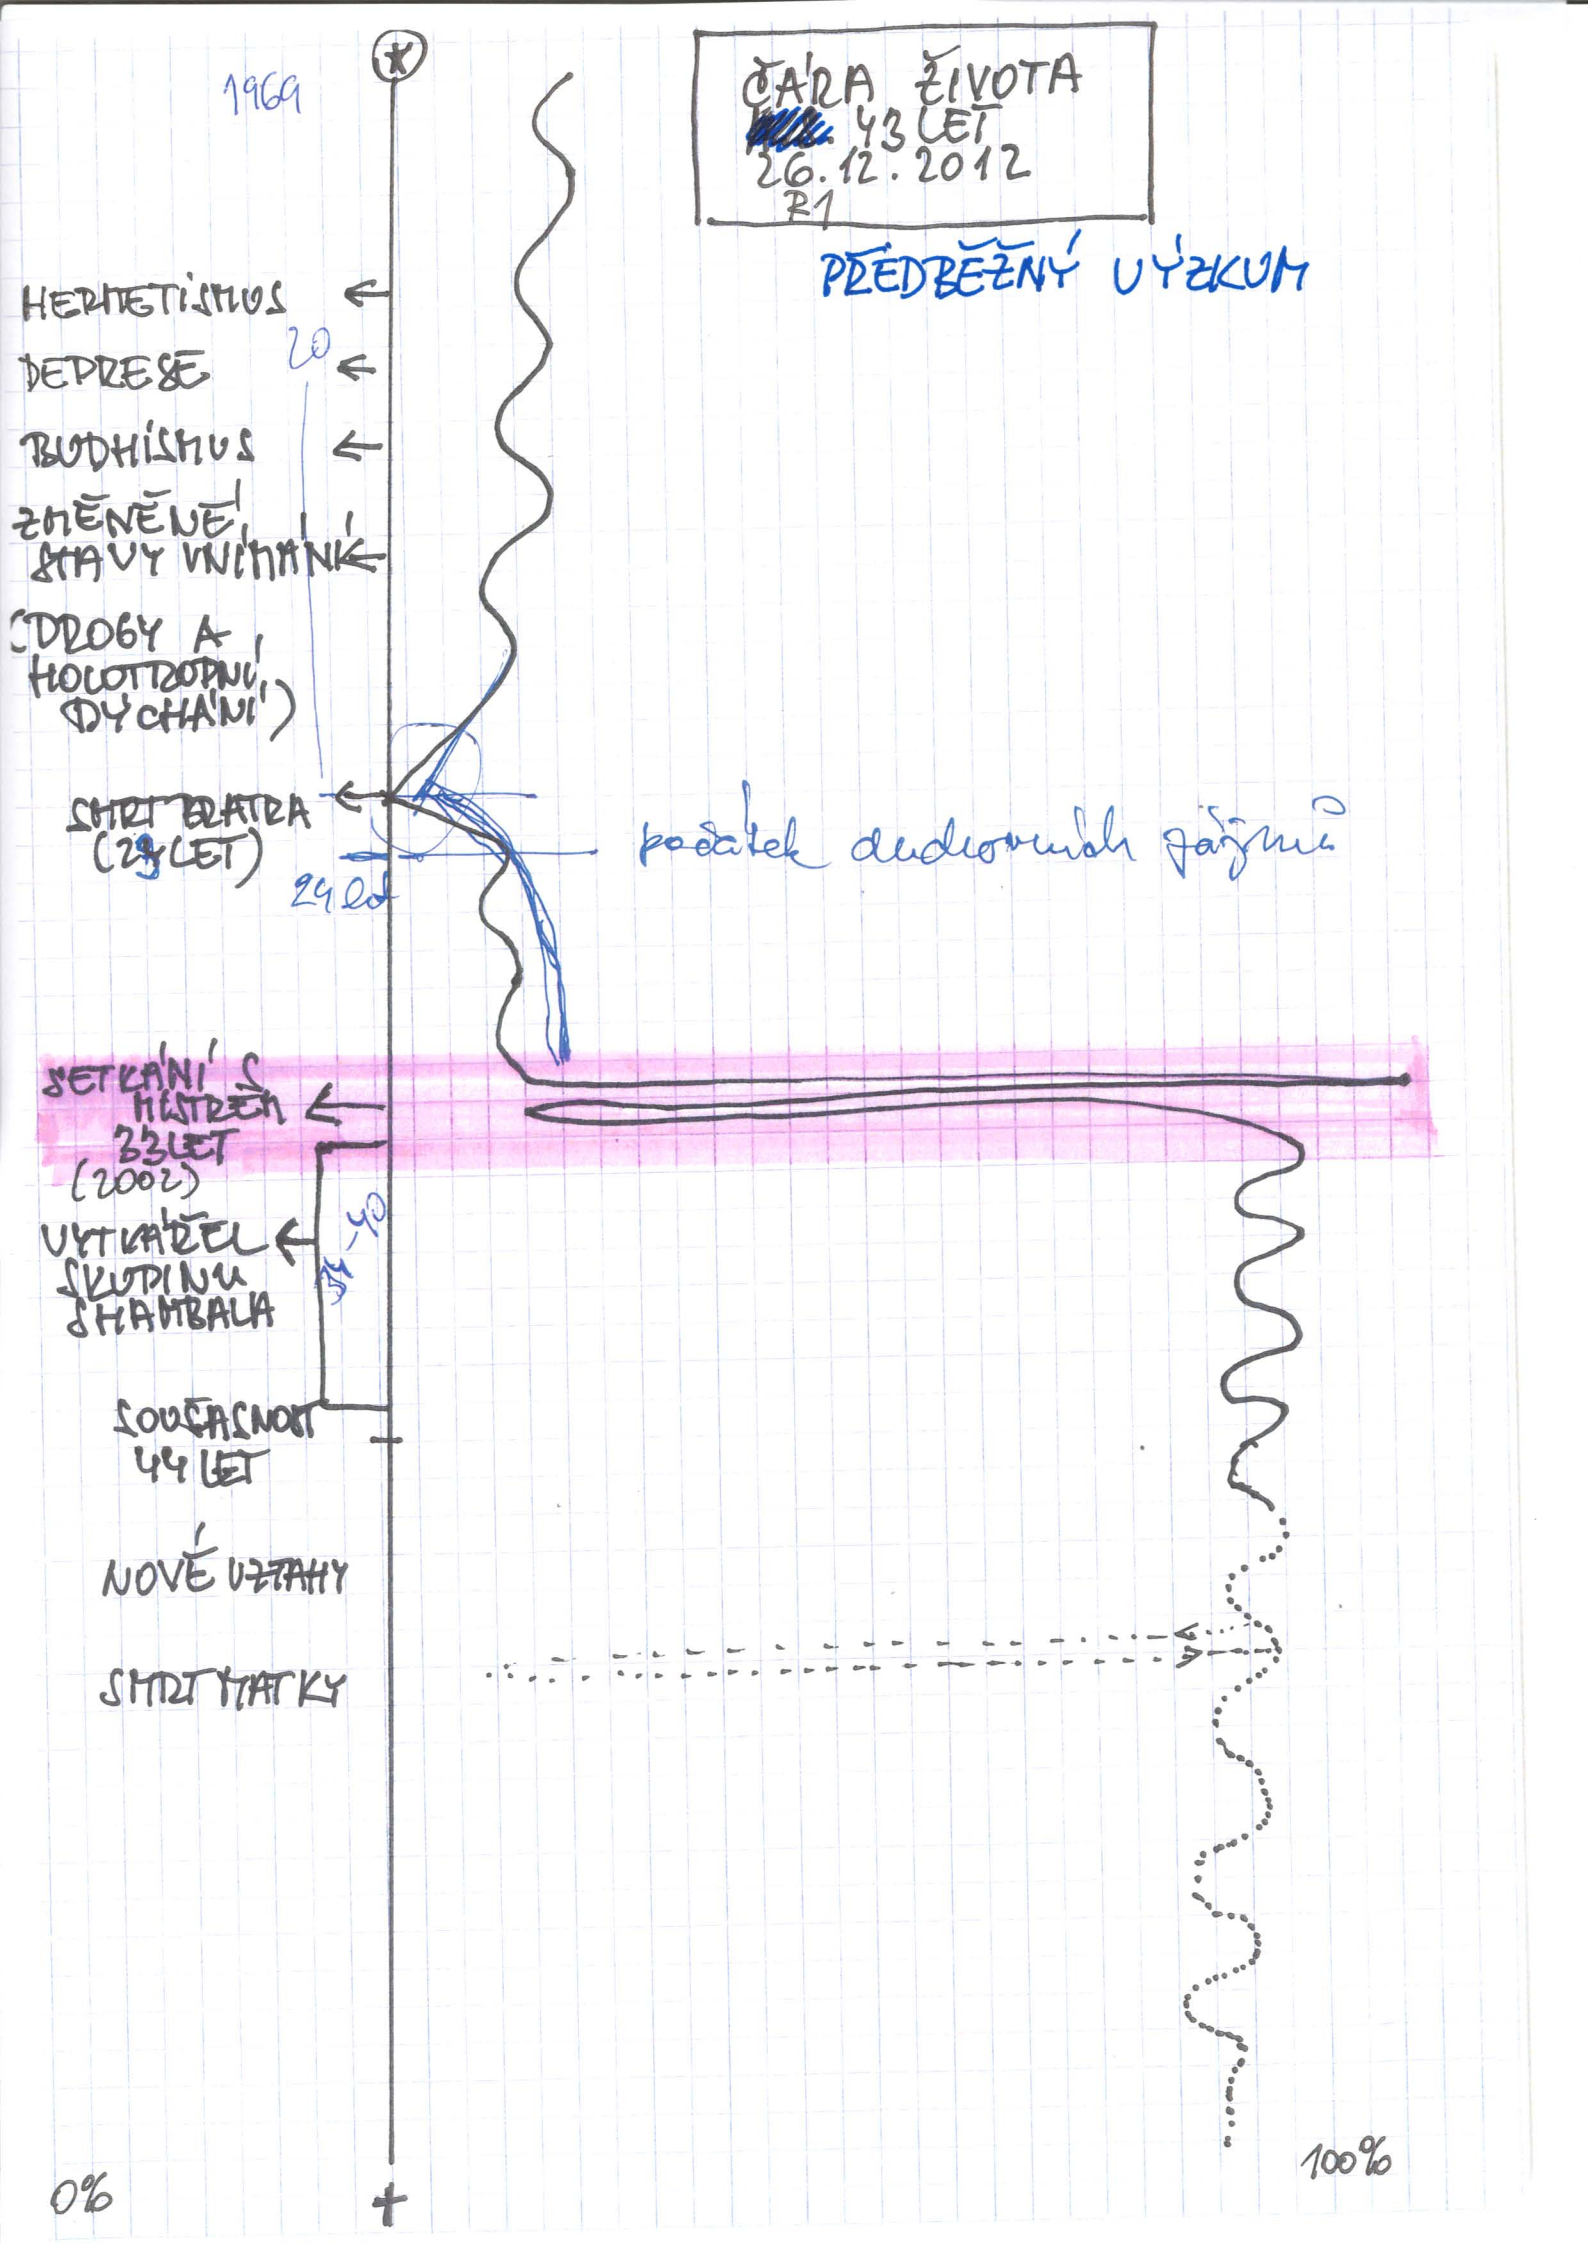 1969
ČÁRA ŽIVOTA
43 LET
26.12.2012
R1
PŘEDBĚŽNÝ VÝZKUM
HERMETISMUS
20
DEPRESE
BUDHISMUS
ZMĚNĚNÉ
STAVY VNÍMÁNÍ
(DROGY A
HOLOTROPNÍ
DÝCHÁNÍ)
SMRT BRATRA
(2 LET)
počátek duchovních zájmů
24 let
SETKÁNÍ S
MISTREM
33 LET
(2002)
34-40
VYTVÁŘEL
SKUPINU
SHAMBALA
SOUČASNOST
44 LET
NOVÉ VZTAHY
SMRT MATKY
0%
100%